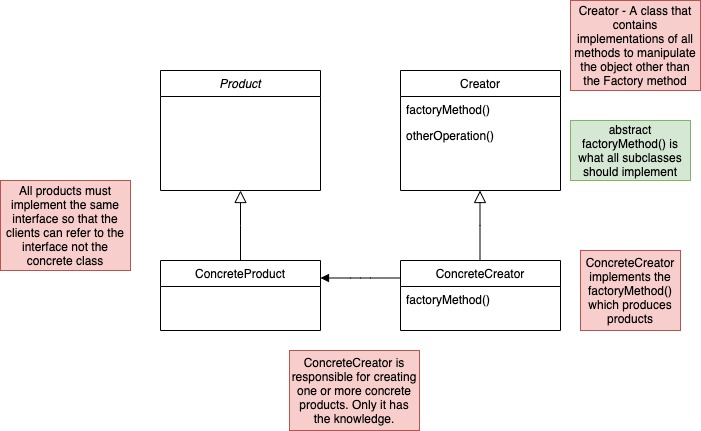 Creator - A class that
contains
implementations of all
methods to manipulate
the object other than
the Factory method
Product
Creator
factoryMethod()
otherOperation()
abstract
factoryMethod() is
what all subclasses
should implement
All products must
implement the same
interface so that the
clients can refer to the
interface not the
concrete class
ConcreteProduct
ConcreteCreator
factoryMethod()
ConcreteCreator
implements the
factoryMethod()
which produces
products
ConcreteCreator is
responsible for creating
one or more concrete
products. Only it has
the knowledge.